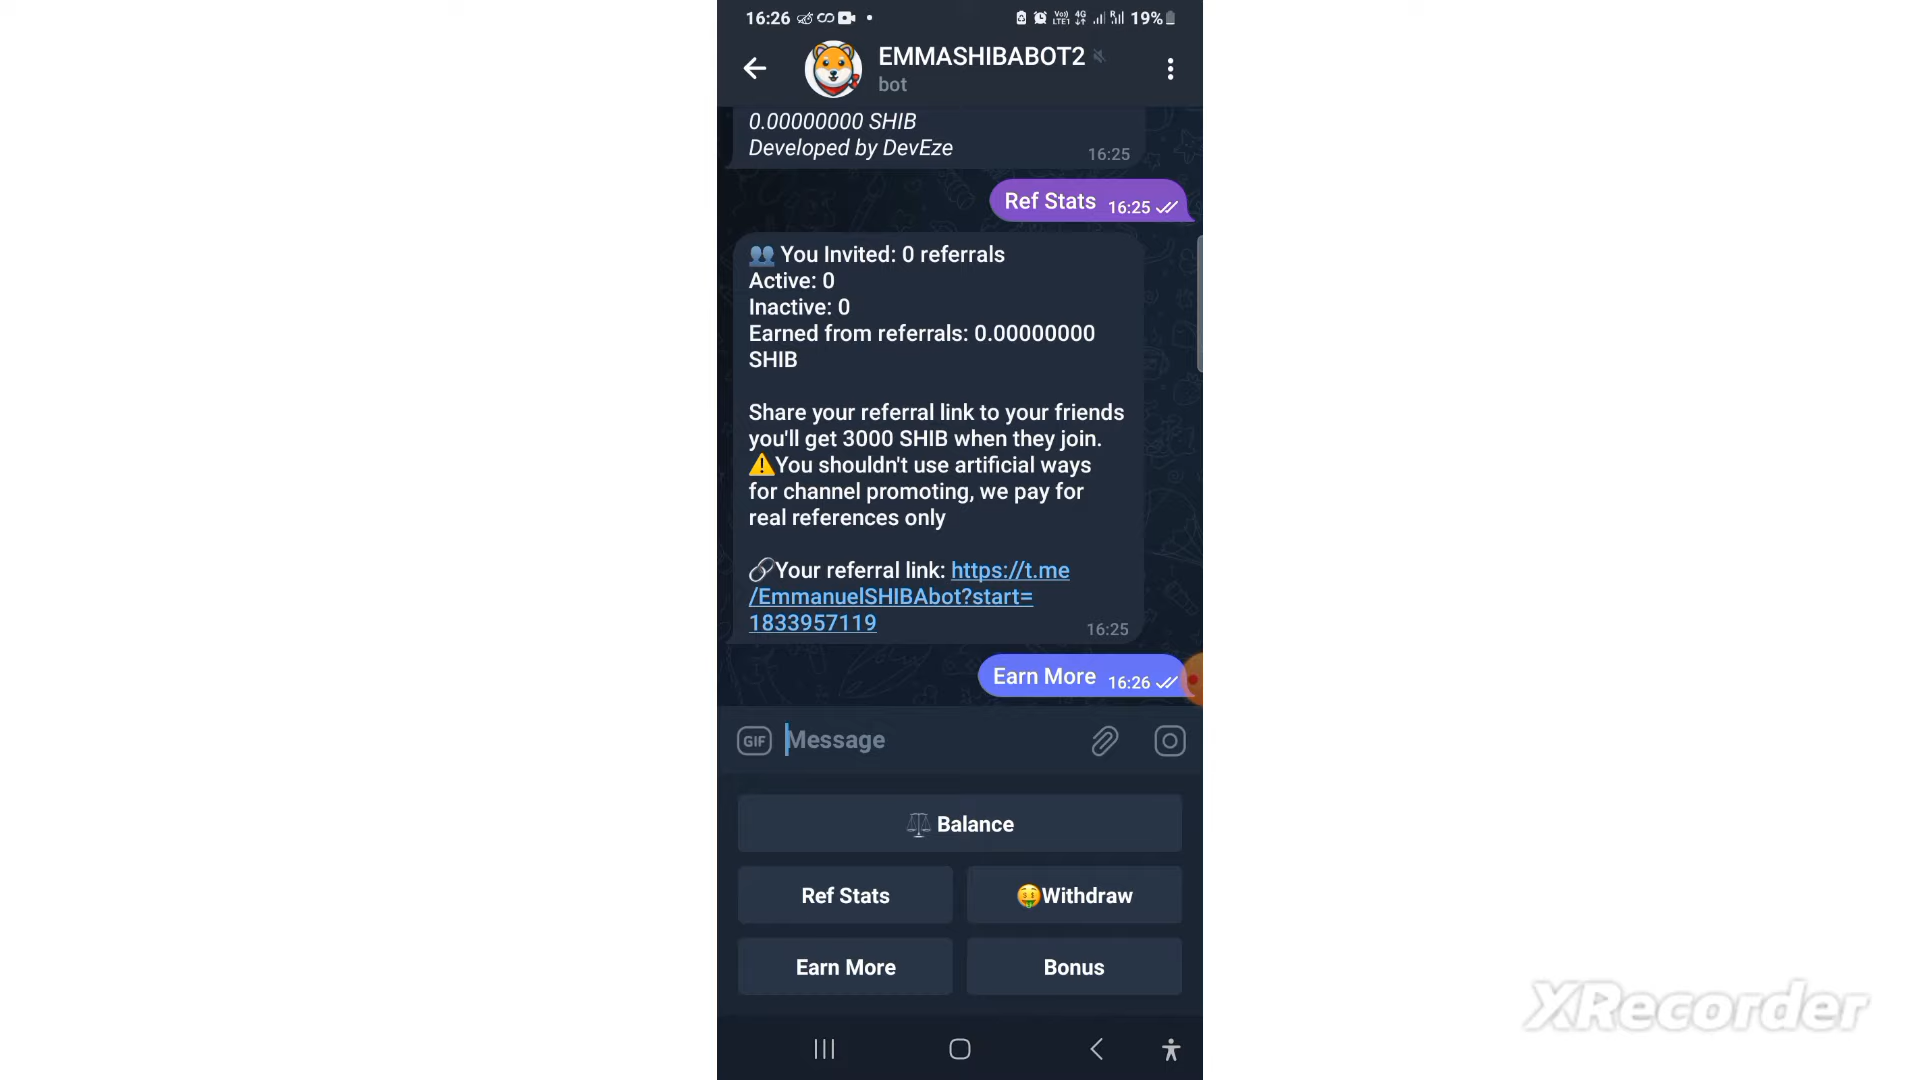 16:26
Vo))
LTE1
4G
R
19%
EMMASHIBABOT2
bot
0.00000000 SHIB
Developed by DevEze
16:25
Ref Stats 16:25
👥 You Invited: 0 referrals
Active: 0
Inactive: 0
Earned from referrals: 0.00000000
SHIB
Share your referral link to your friends
you'll get 3000 SHIB when they join.
⚠️You shouldn't use artificial ways
for channel promoting, we pay for
real references only
🔗Your referral link: https://t.me
/EmmanuelSHIBAbot?start=
1833957119
16:25
Earn More 16:26
GIF Message
⚖️ Balance
Ref Stats
🤑Withdraw
Earn More
Bonus
XRecorder